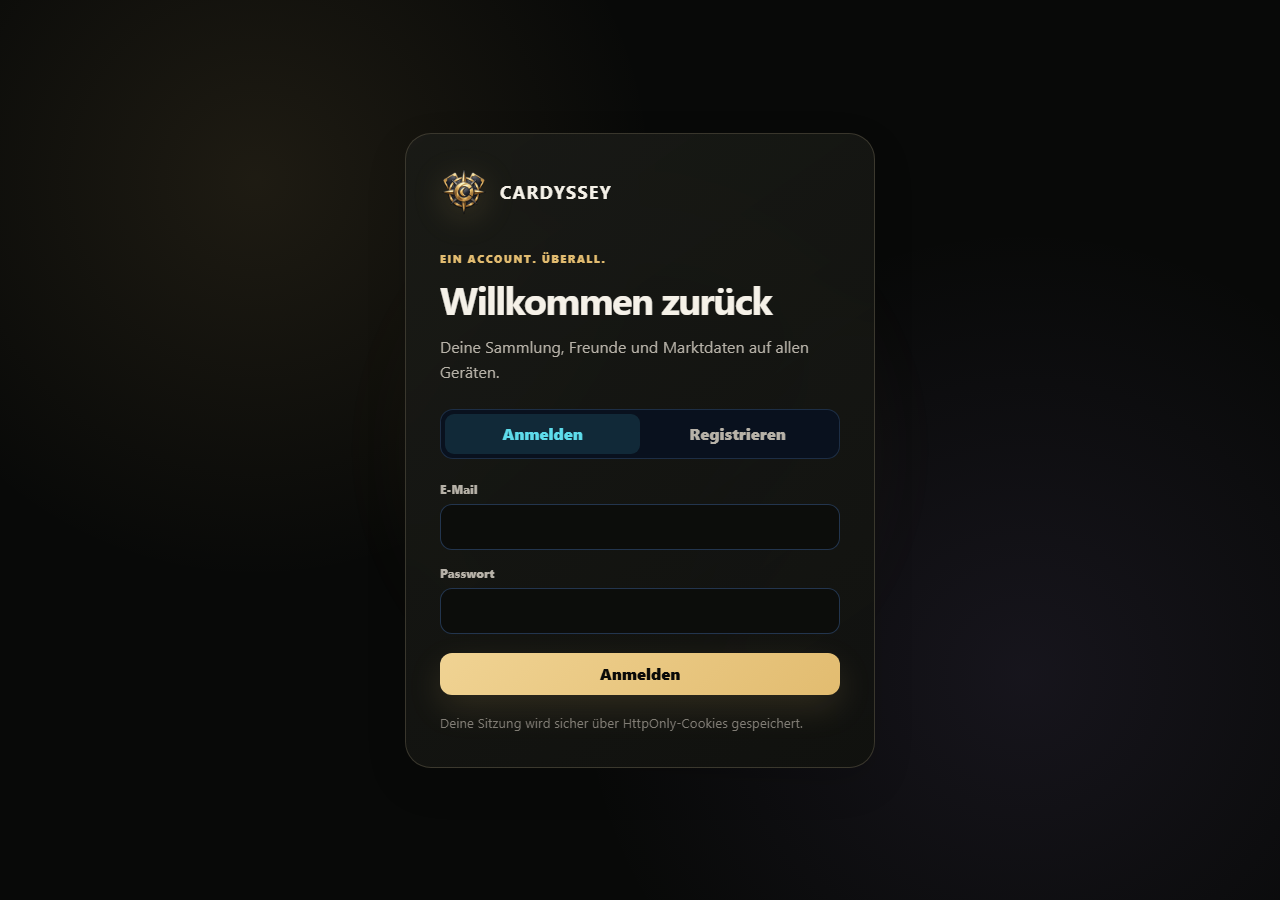 CARDYSSEY
EIN ACCOUNT. ÜBERALL.
Willkommen zurück
Deine Sammlung, Freunde und Marktdaten auf allen
Geräten.
Anmelden Registrieren
E-Mail
Passwort
Anmelden
Deine Sitzung wird sicher über HttpOnly-Cookies gespeichert.